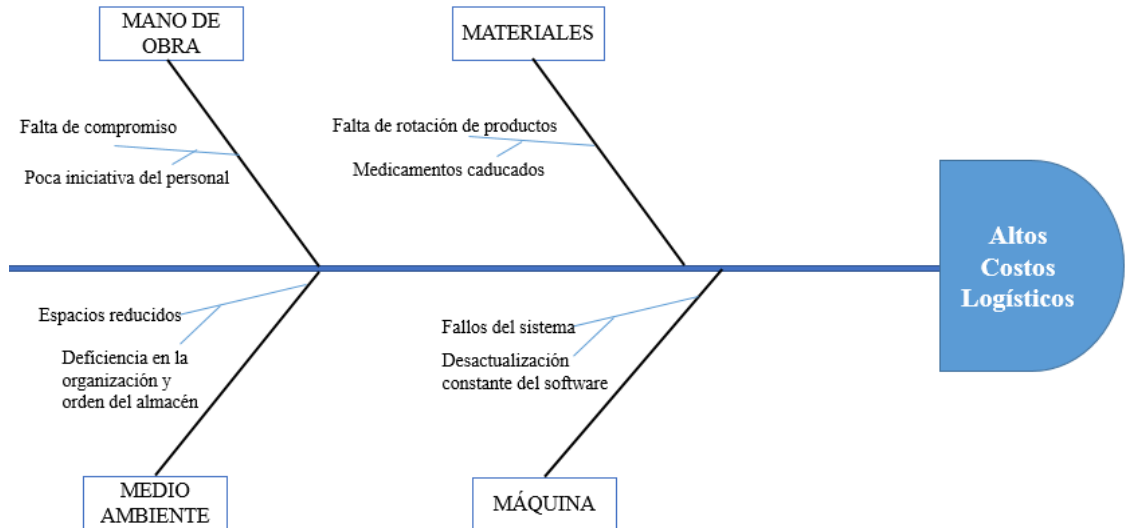 MANO DE
OBRA
MATERIALES
Falta de compromiso
Poca iniciativa del personal
Falta de rotación de productos
Medicamentos caducados
Altos
Costos
Logísticos
Espacios reducidos
Deficiencia en la
organización y
orden del almacén
Fallos del sistema
Desactualización
constante del software
MEDIO
AMBIENTE
MÁQUINA